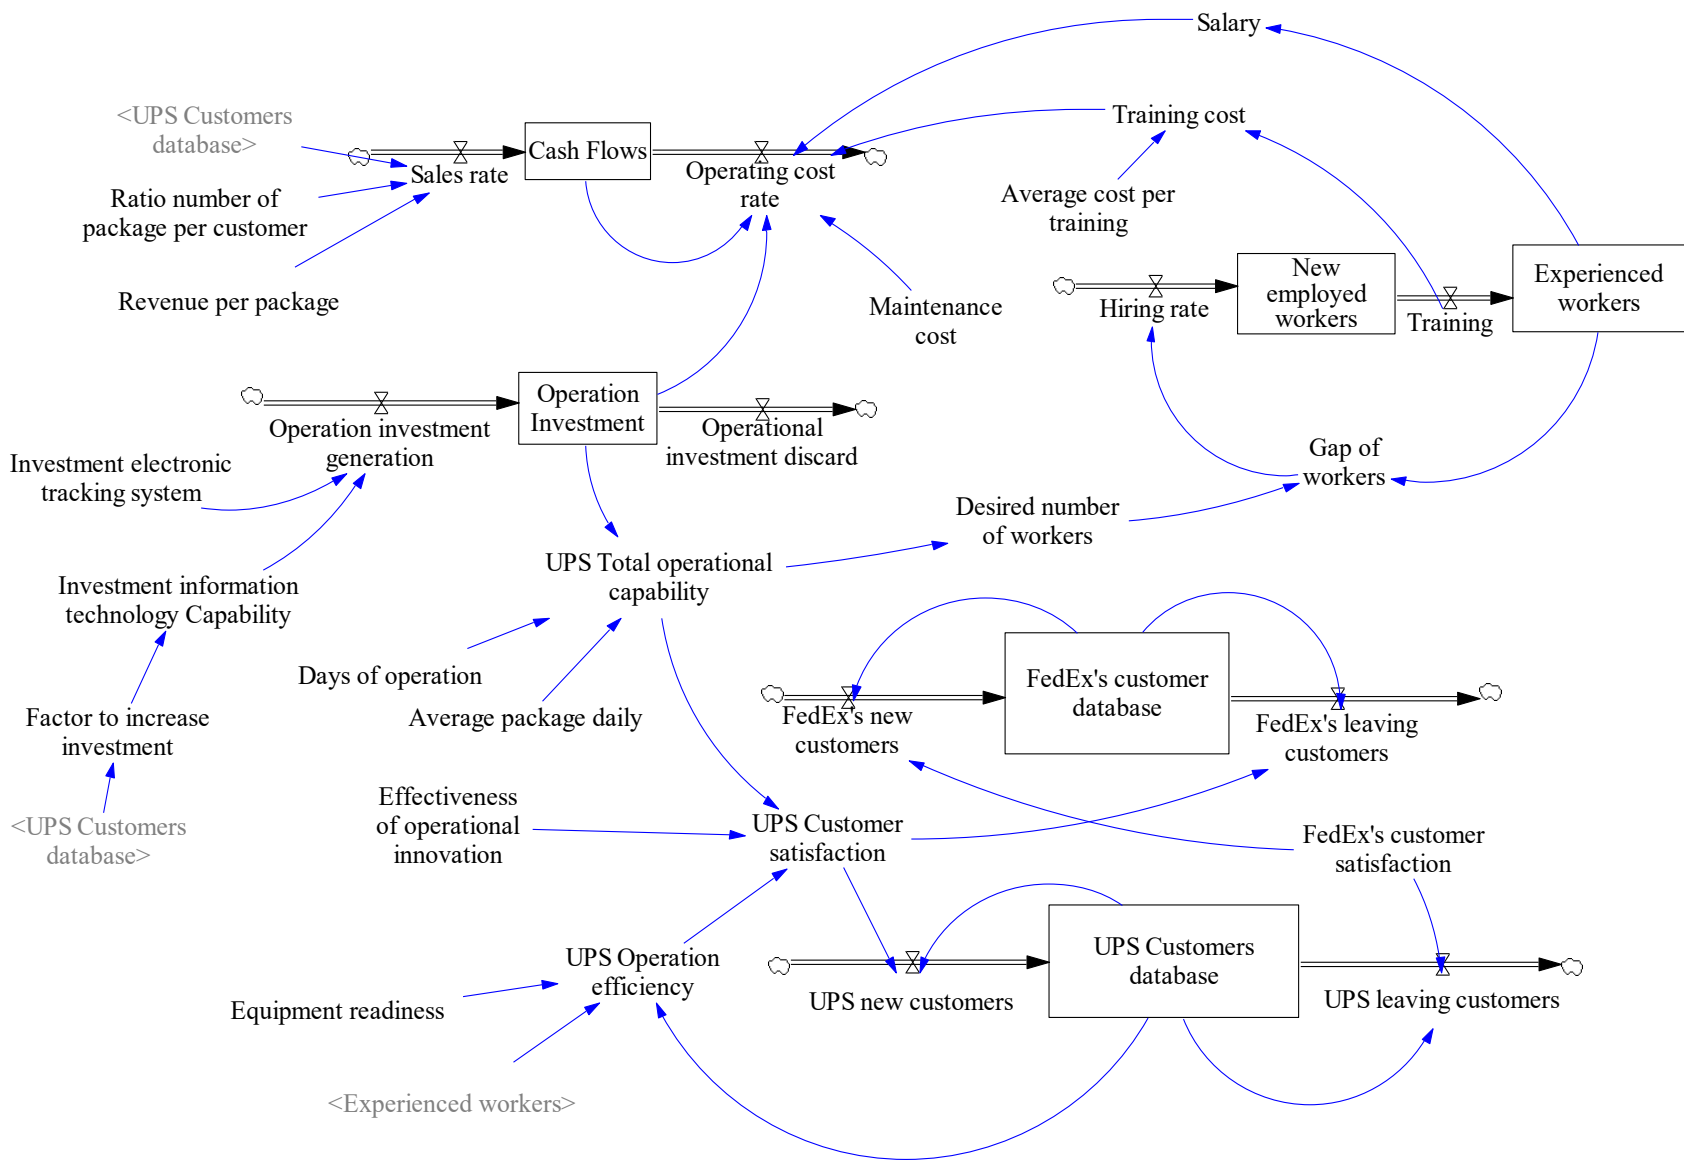 Salary
<UPS Customers
database>
Training cost
Cash Flows
Sales rate
Operating cost
rate
Ratio number of
package per customer
Average cost per
training
Revenue per package
Maintenance
cost
Hiring rate
New
employed
workers
Training
Experienced
workers
Operation
Investment
Operation investment
generation
Operational
investment discard
Investment electronic
tracking system
Gap of
workers
Desired number
of workers
UPS Total operational
capability
Investment information
technology Capability
Days of operation
Average package daily
Factor to increase
investment
FedEx's customer
database
FedEx's new
customers
FedEx's leaving
customers
<UPS Customers
database>
Effectiveness
of operational
innovation
UPS Customer
satisfaction
FedEx's customer
satisfaction
UPS Operation
efficiency
UPS Customers
database
Equipment readiness
UPS new customers
UPS leaving customers
<Experienced workers>